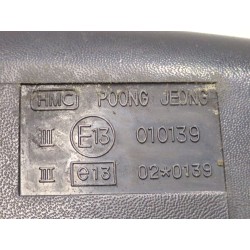 HMC POONG JEONG
III E13 010139
III e13 02*0139